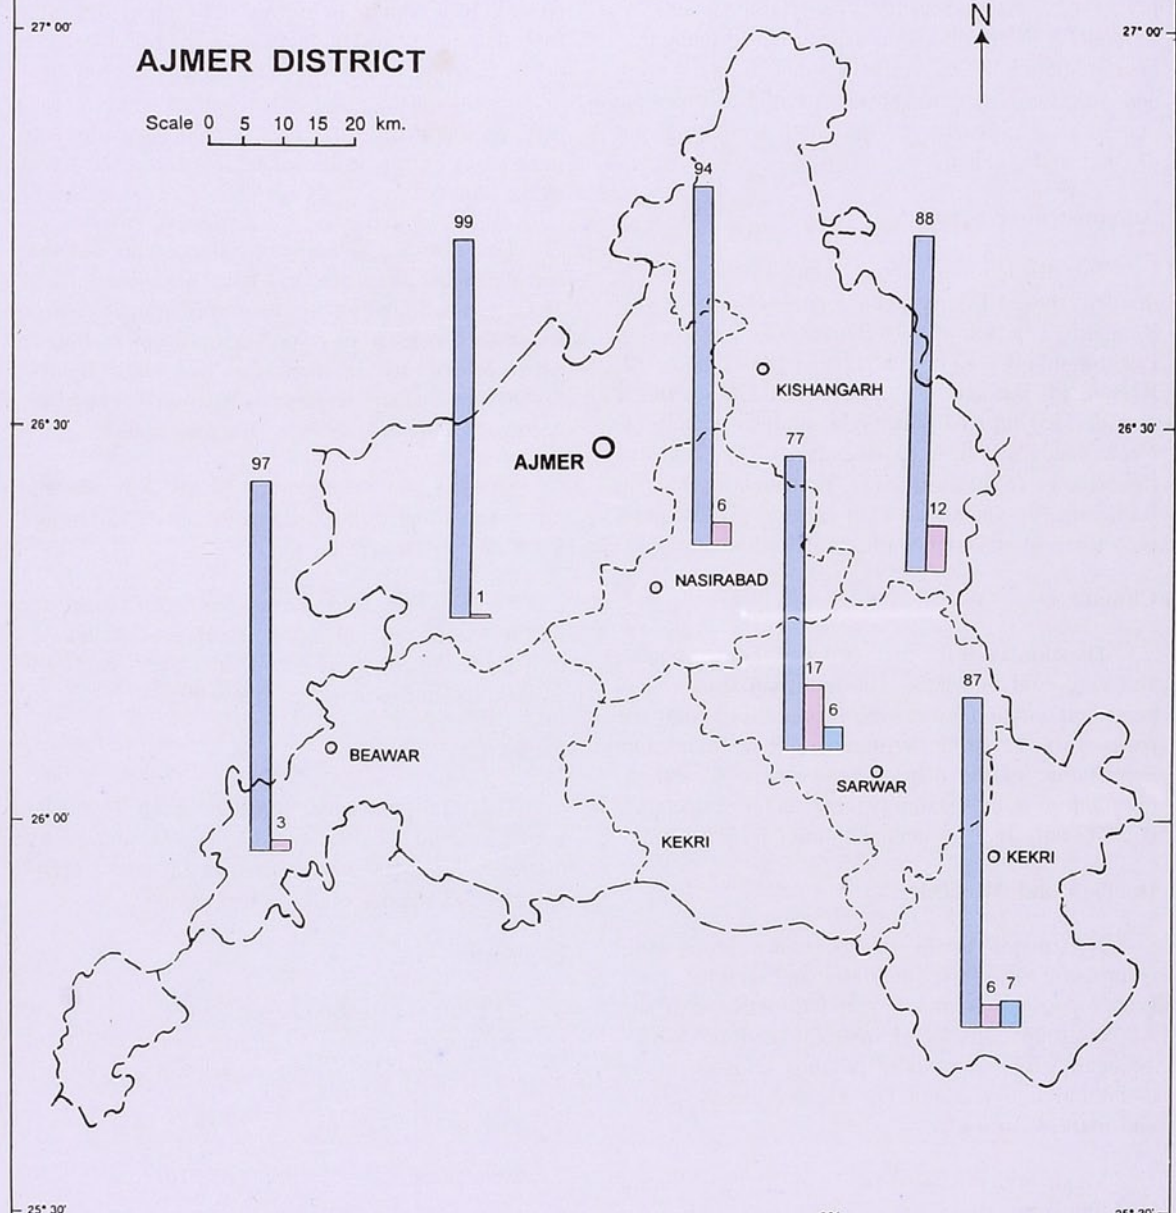 27° 00'
N
27° 00'
AJMER DISTRICT
Scale 0 5 10 15 20 km.
94
99
88
KISHANGARH
26° 30'
26° 30'
AJMER
77
97
6
12
NASIRABAD
1
17
87
6
BEAWAR
SARWAR
26° 00'
3
KEKRI
KEKRI
6
7
25° 30'